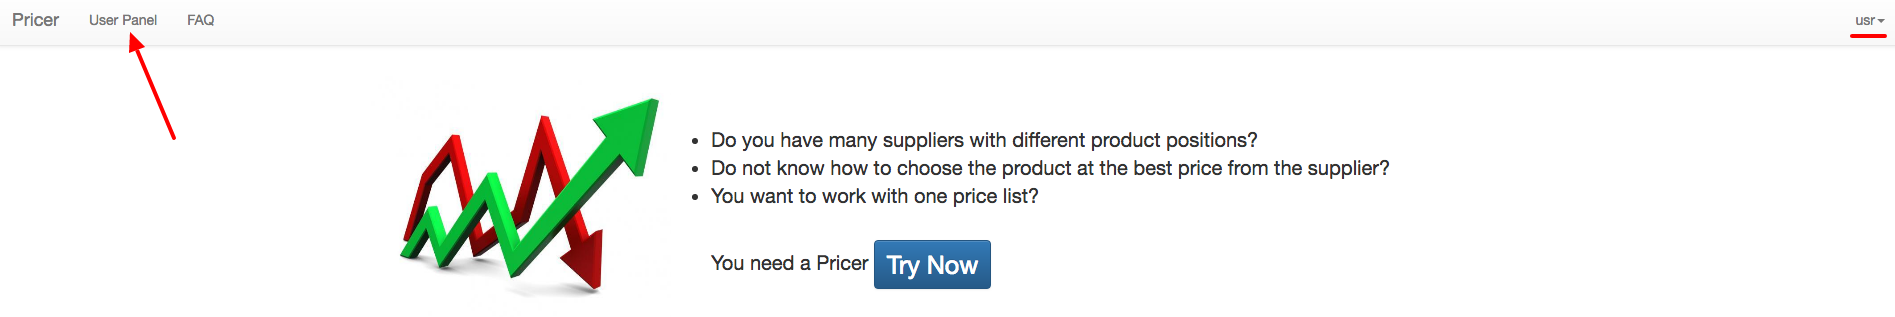 Pricer User Panel FAQ usr
Do you have many suppliers with different product positions?
Do not know how to choose the product at the best price from the supplier?
You want to work with one price list?
You need a Pricer Try Now